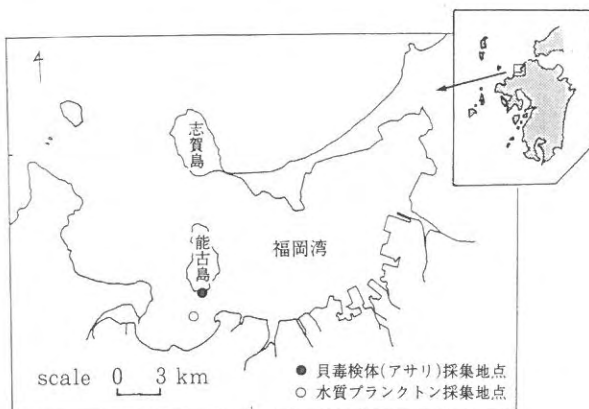 志賀島
能古島
福岡湾
scale 0 3 km
● 貝毒検体(アサリ)採集地点
○ 水質プランクトン採集地点